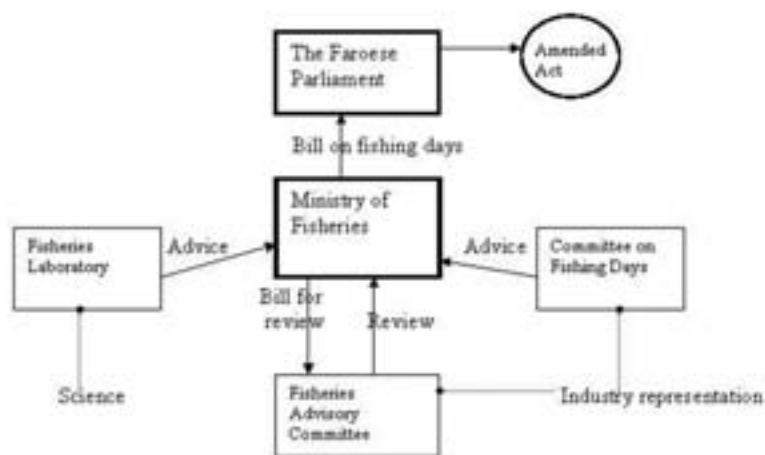 The Faroese
Parliament
Amended
Act
Bill on fishing days
Ministry of
Fisheries
Fisheries
Laboratory
Advice
Advice
Committee on
Fishing Days
Bill for
review
Review
Science
Fisheries
Advisory
Committee
Industry representation